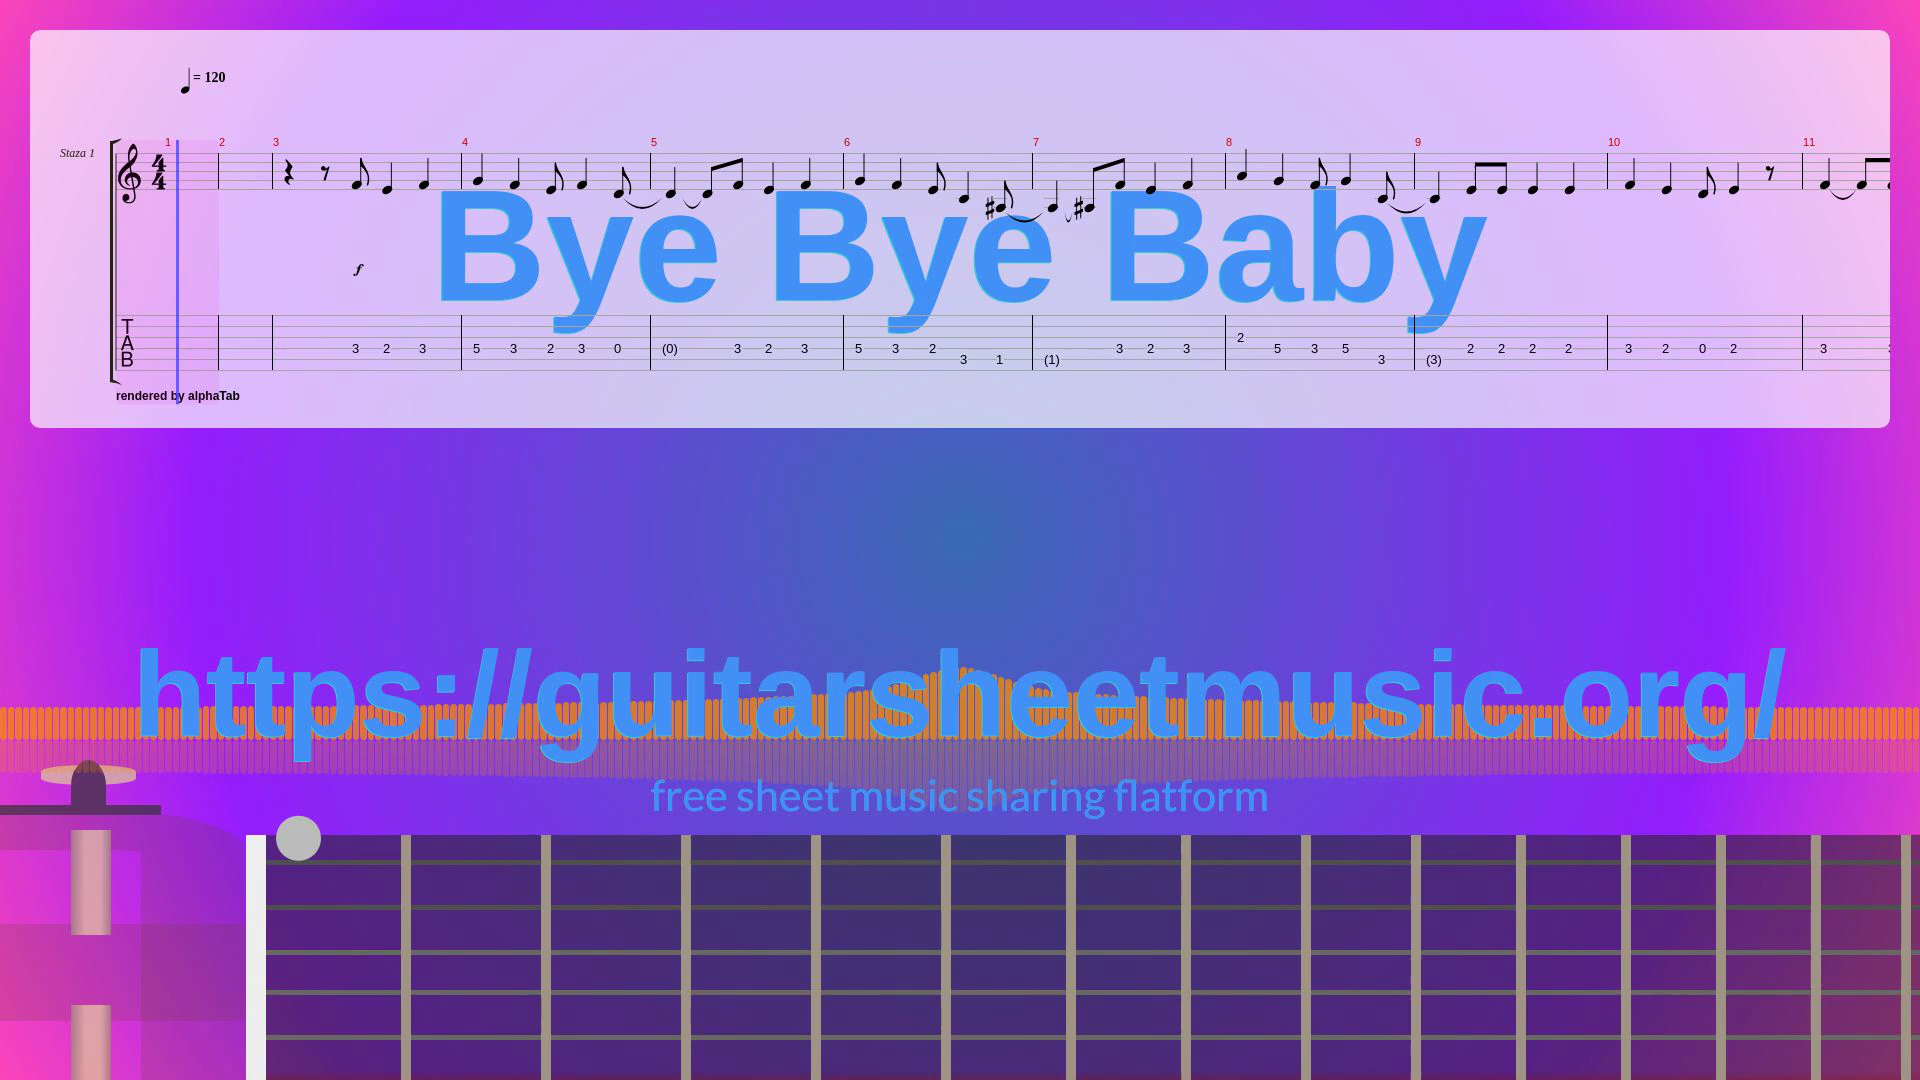 = 120
1 2 3 4 5 6 7 8 9 10 11
Staza 1
4
4
f
Bye Bye Baby
T
A
B
3 2 3 5 3 2 3 0 (0) 3 2 3 5 3 2 3 1 (1) 3 2 3 2 5 3 5 3 (3) 2 2 2 2 3 2 0 2 3
rendered by alphaTab
https://guitarsheetmusic.org/
free sheet music sharing flatform